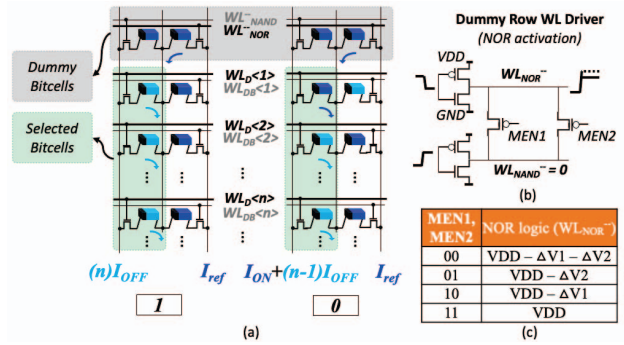 WL⁻⁻NAND
WL⁻⁻NOR
Dummy
Bitcells
Selected
Bitcells
WLD<1>
WLDB<1>
WLD<2>
WLDB<2>
WLD<n>
WLDB<n>
(n)IOFF
Iref
ION+(n-1)IOFF
Iref
1
0
(a)
Dummy Row WL Driver
(NOR activation)
VDD
WLNOR⁻⁻
GND
MEN1
MEN2
WLNAND⁻⁻ = 0
(b)
MEN1, MEN2 NOR logic (WLNOR⁻⁻)
00 VDD – ΔV1 – ΔV2
01 VDD – ΔV2
10 VDD – ΔV1
11 VDD
(c)